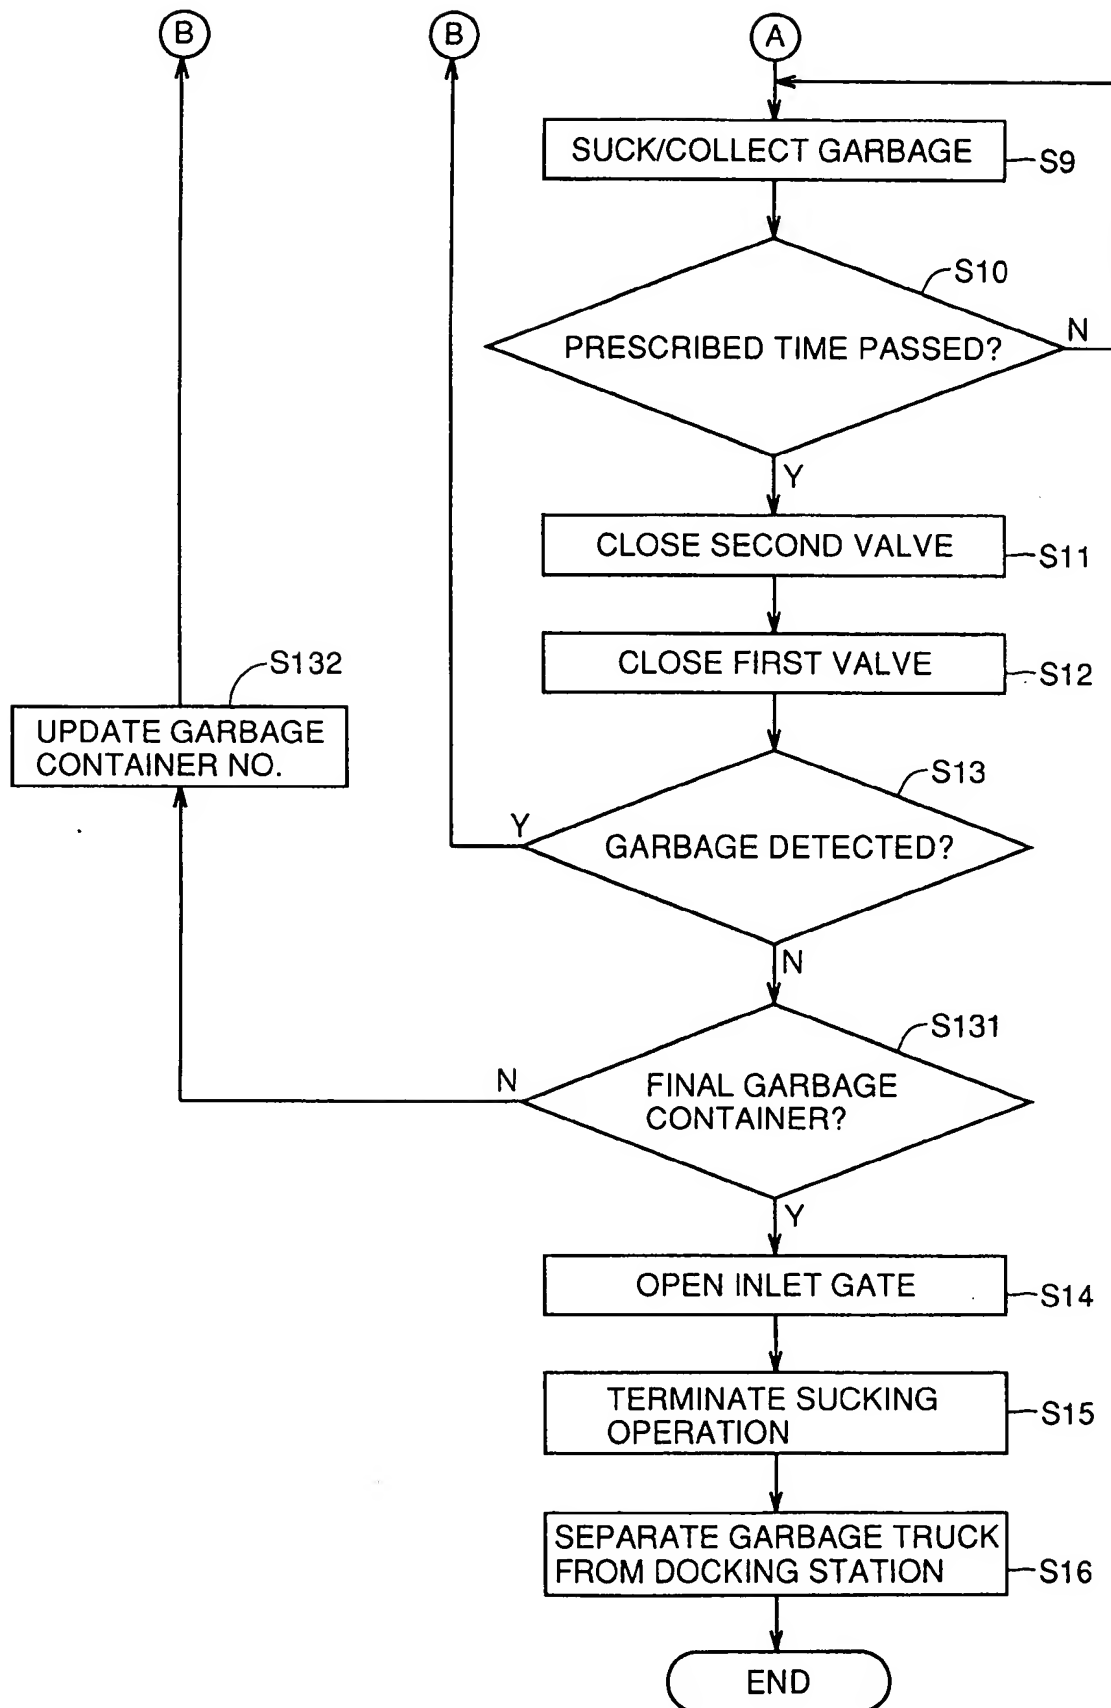 B
B
A
SUCK/COLLECT GARBAGE
S9
S10
PRESCRIBED TIME PASSED?
N
Y
CLOSE SECOND VALVE
S11
CLOSE FIRST VALVE
S12
S132
UPDATE GARBAGE
CONTAINER NO.
S13
Y
GARBAGE DETECTED?
N
S131
N
FINAL GARBAGE
CONTAINER?
Y
OPEN INLET GATE
S14
TERMINATE SUCKING
OPERATION
S15
SEPARATE GARBAGE TRUCK
FROM DOCKING STATION
S16
END